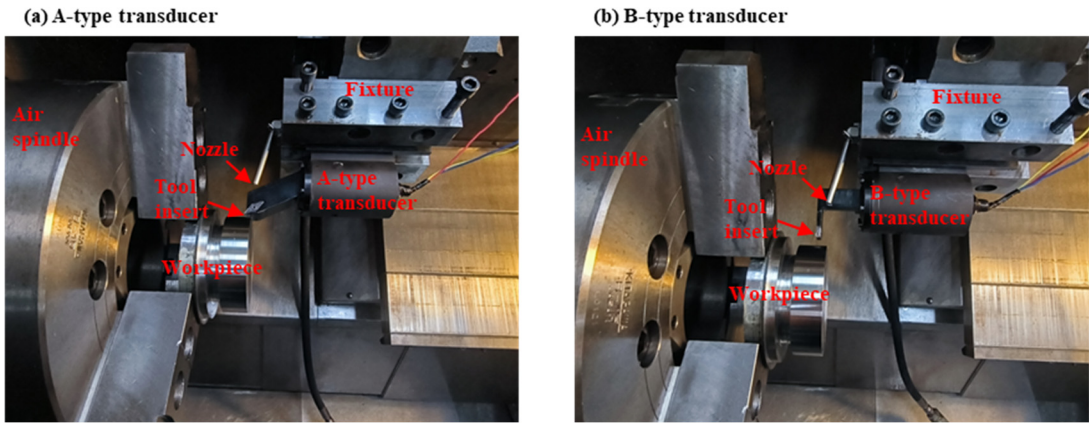 (a) A-type transducer
(b) B-type transducer
Fixture
Air
spindle
Nozzle
A-type
transducer
Tool
insert
Workpiece
Fixture
Air
spindle
Nozzle
B-type
transducer
Tool
insert
Workpiece